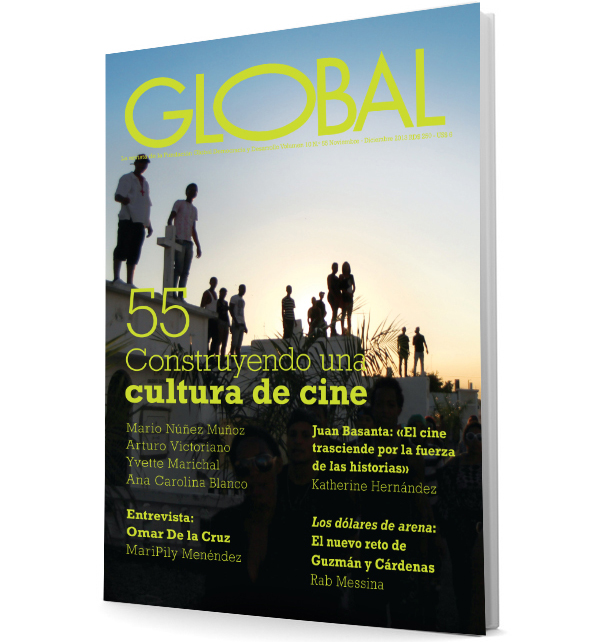 GLOBAL
55
Construyendo una
cultura de cine
Mario Núñez Muñoz
Arturo Victoriano
Yvette Marichal
Ana Carolina Blanco
Entrevista:
Omar De la Cruz
MariPily Menéndez
Juan Basanta: «El cine
trasciende por la fuerza
de las historias»
Katherine Hernández
Los dólares de arena:
El nuevo reto de
Guzmán y Cárdenas
Rab Messina